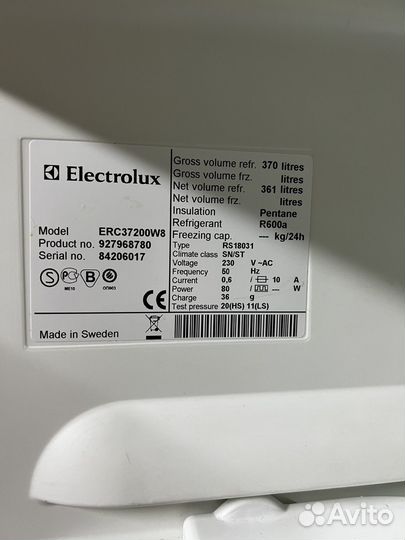 Electrolux
Model ERC37200W8
Product no. 927968780
Serial no. 84206017
S PC B
ME10 ОП003
CE
Made in Sweden
Gross volume refr. 370 litres
Gross volume frz. litres
Net volume refr. 361 litres
Net volume frz. litres
Insulation Pentane
Refrigerant R600a
Freezing cap. --- kg/24h
Type RS18031
Climate class SN/ST
Voltage 230 V ~AC
Frequency 50 Hz
Current 0,6 / 10 A
Power 80 / --- W
Charge 36 g
Test pressure 20(HS) 11(LS)
Avito